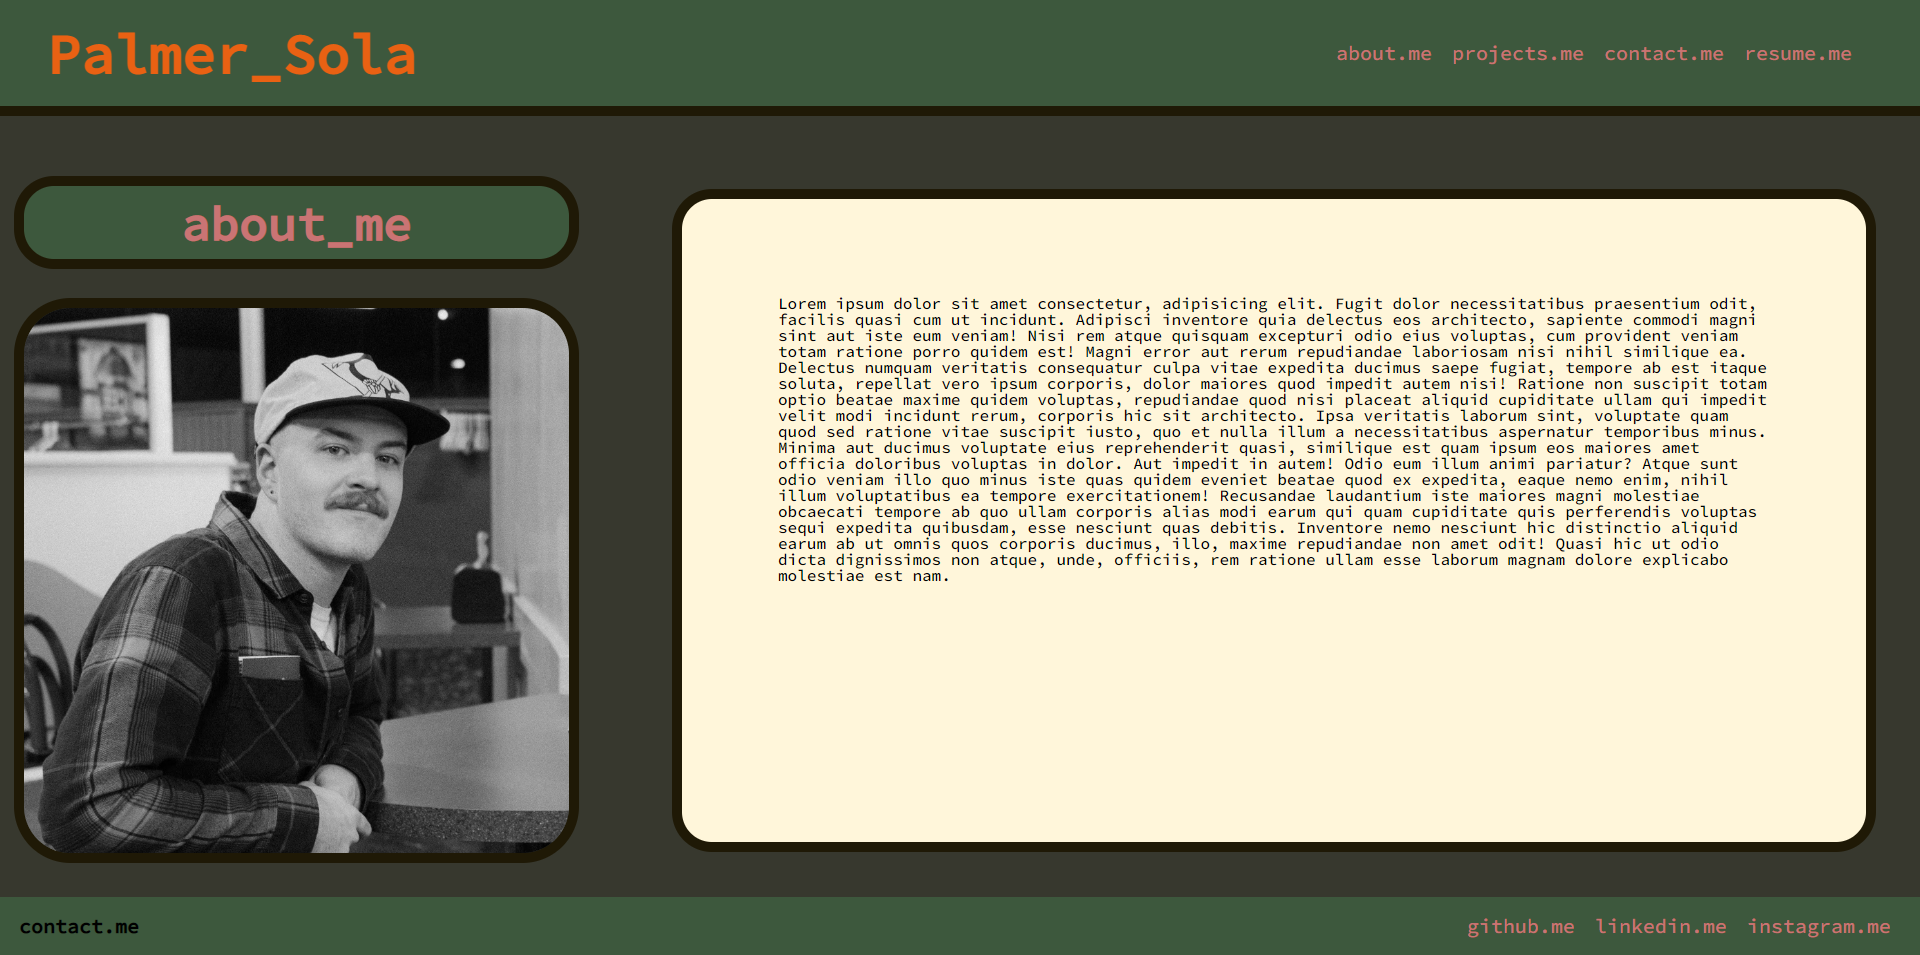 Palmer_Sola
about.me projects.me contact.me resume.me
about_me
Lorem ipsum dolor sit amet consectetur, adipisicing elit. Fugit dolor necessitatibus praesentium odit,
facilis quasi cum ut incidunt. Adipisci inventore quia delectus eos architecto, sapiente commodi magni
sint aut iste eum veniam! Nisi rem atque quisquam excepturi odio eius voluptas, cum provident veniam
totam ratione porro quidem est! Magni error aut rerum repudiandae laboriosam nisi nihil similique ea.
Delectus numquam veritatis consequatur culpa vitae expedita ducimus saepe fugiat, tempore ab est itaque
soluta, repellat vero ipsum corporis, dolor maiores quod impedit autem nisi! Ratione non suscipit totam
optio beatae maxime quidem voluptas, repudiandae quod nisi placeat aliquid cupiditate ullam qui impedit
velit modi incidunt rerum, corporis hic sit architecto. Ipsa veritatis laborum sint, voluptate quam
quod sed ratione vitae suscipit iusto, quo et nulla illum a necessitatibus aspernatur temporibus minus.
Minima aut ducimus voluptate eius reprehenderit quasi, similique est quam ipsum eos maiores amet
officia doloribus voluptas in dolor. Aut impedit in autem! Odio eum illum animi pariatur? Atque sunt
odio veniam illo quo minus iste quas quidem eveniet beatae quod ex expedita, eaque nemo enim, nihil
illum voluptatibus ea tempore exercitationem! Recusandae laudantium iste maiores magni molestiae
obcaecati tempore ab quo ullam corporis alias modi earum qui quam cupiditate quis perferendis voluptas
sequi expedita quibusdam, esse nesciunt quas debitis. Inventore nemo nesciunt hic distinctio aliquid
earum ab ut omnis quos corporis ducimus, illo, maxime repudiandae non amet odit! Quasi hic ut odio
dicta dignissimos non atque, unde, officiis, rem ratione ullam esse laborum magnam dolore explicabo
molestiae est nam.
contact.me
github.me linkedin.me instagram.me